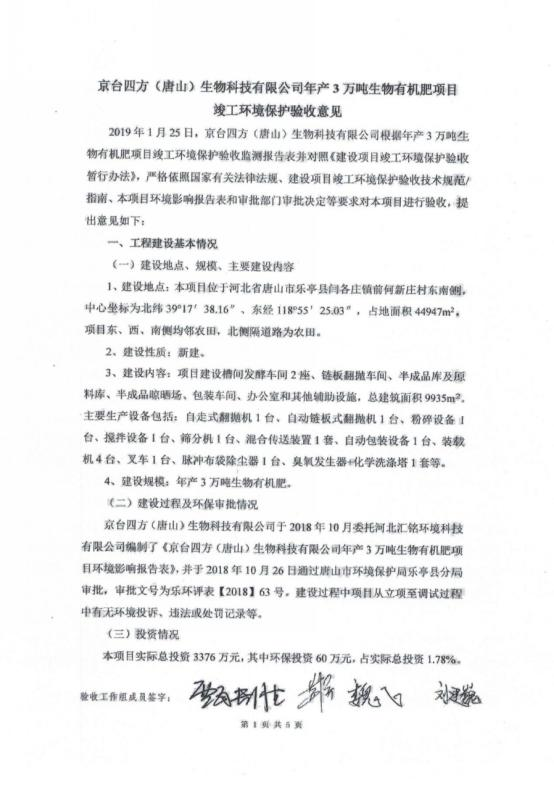 京台四方（唐山）生物科技有限公司年产 3 万吨生物有机肥项目
竣工环境保护验收意见
2019 年 1 月 25 日，京台四方（唐山）生物科技有限公司根据年产 3 万吨生
物有机肥项目竣工环境保护验收监测报告表并对照《建设项目竣工环境保护验收
暂行办法》，严格依照国家有关法律法规、建设项目竣工环境保护验收技术规范/
指南、本项目环境影响报告表和审批部门审批决定等要求对本项目进行验收，提
出意见如下：
一、工程建设基本情况
（一）建设地点、规模、主要建设内容
1、建设地点：本项目位于河北省唐山市乐亭县闫各庄镇前何新庄村东南侧，
中心坐标为北纬 39°17′ 38.16″、东经 118°55′ 25.03″，占地面积 44947m²，
项目东、西、南侧均邻农田，北侧隔道路为农田。
2、建设性质：新建。
3、建设内容：项目建设槽间发酵车间 2 座、链板翻抛车间、半成品库及原
料库、半成品晾晒场、包装车间、办公室和其他辅助设施，总建筑面积 9935m²。
主要生产设备包括：自走式翻抛机 1 台、自动链板式翻抛机 1 台、粉碎设备 1
台、搅拌设备 1 台、筛分机 1 台、混合传送装置 1 套、自动包装设备 1 台、装载
机 4 台、叉车 1 台、脉冲布袋除尘器 1 台、臭氧发生器+化学洗涤塔 1 套等。
4、建设规模：年产 3 万吨生物有机肥。
（二）建设过程及环保审批情况
京台四方（唐山）生物科技有限公司于 2018 年 10 月委托河北汇铭环境科技
有限公司编制了《京台四方（唐山）生物科技有限公司年产 3 万吨生物有机肥项
目环境影响报告表》，并于 2018 年 10 月 26 日通过唐山市环境保护局乐亭县分局
审批，审批文号为乐环评表【2018】63 号。建设过程中项目从立项至调试过程
中有无环境投诉、违法或处罚记录等。
（三）投资情况
本项目实际总投资 3376 万元，其中环保投资 60 万元，占实际总投资 1.78%。
验收工作组成员签字：
第 1 页 共 5 页